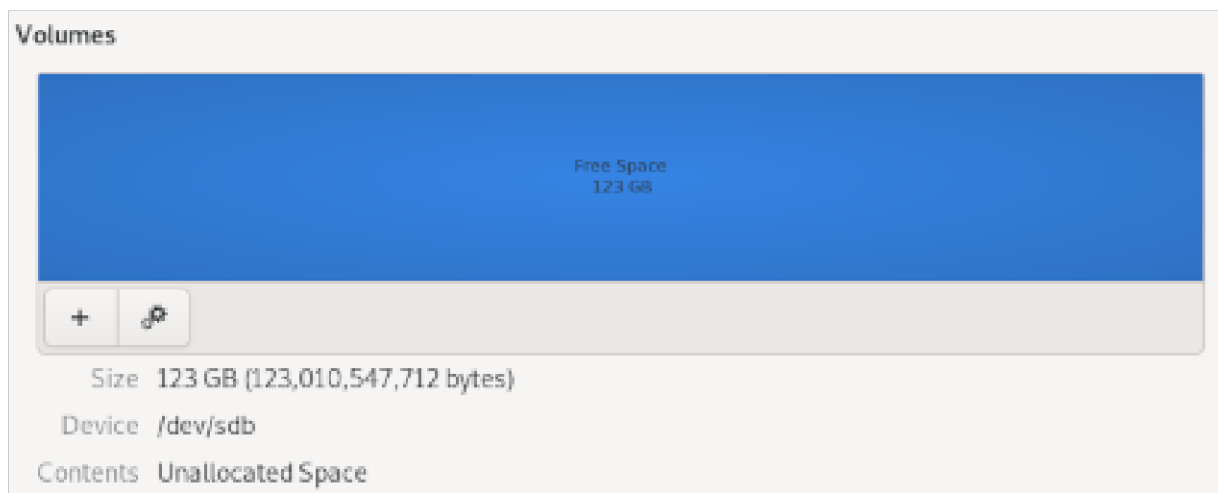 Volumes
Free Space
123 GB
+
Size 123 GB (123,010,547,712 bytes)
Device /dev/sdb
Contents Unallocated Space